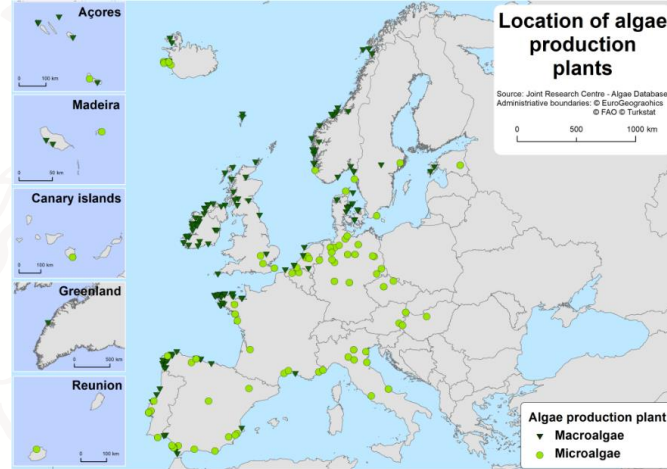 Açores
0 100 km
Madeira
0 50 km
Canary islands
0 100 km
Greenland
0 500 km
Reunion
0 100 km
Location of algae
production
plants
Source: Joint Research Centre - Algae Database
Administriative boundaries: © EuroGeograohics
© FAO © Turkstat
0 500 1000 km
Algae production plant
Macroalgae
Microalgae